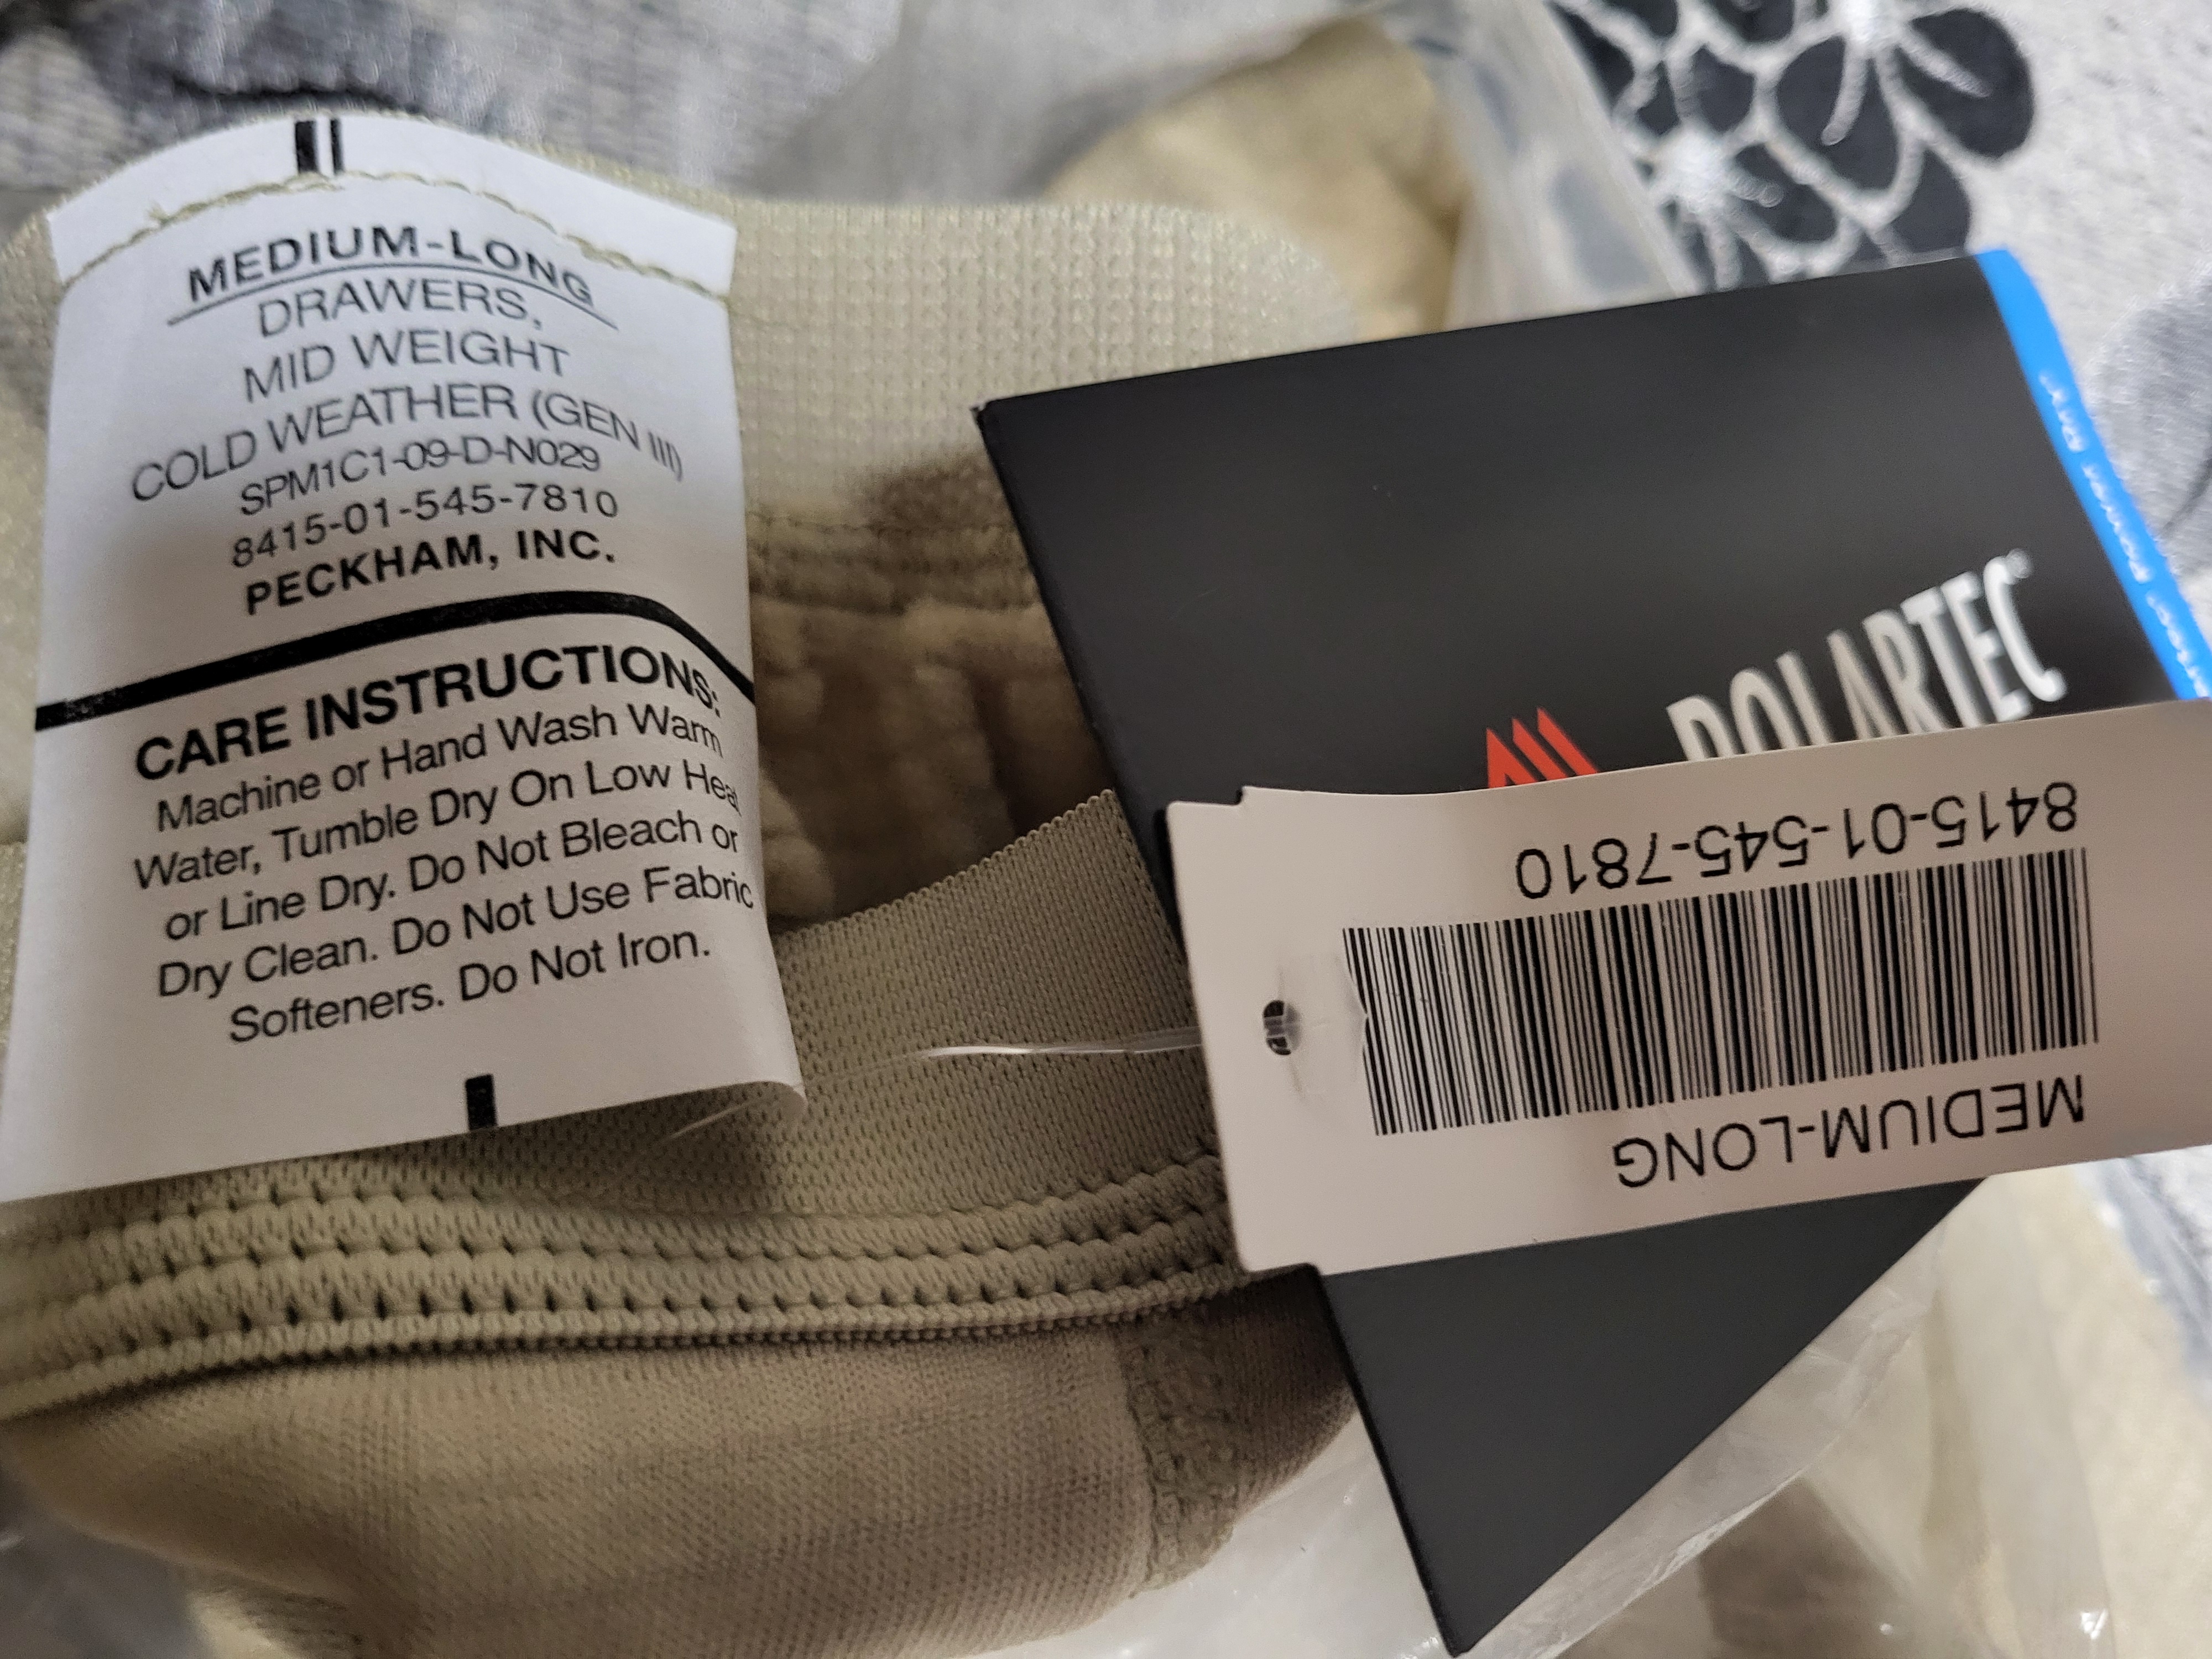 MEDIUM-LONG
DRAWERS,
MID WEIGHT
COLD WEATHER (GEN III)
SPM1C1-09-D-N029
8415-01-545-7810
PECKHAM, INC.
CARE INSTRUCTIONS:
Machine or Hand Wash Warm
Water, Tumble Dry On Low Heat
or Line Dry. Do Not Bleach or
Dry Clean. Do Not Use Fabric
Softeners. Do Not Iron.
POLARTEC®
Power Dry®
8415-01-545-7810
MEDIUM-LONG